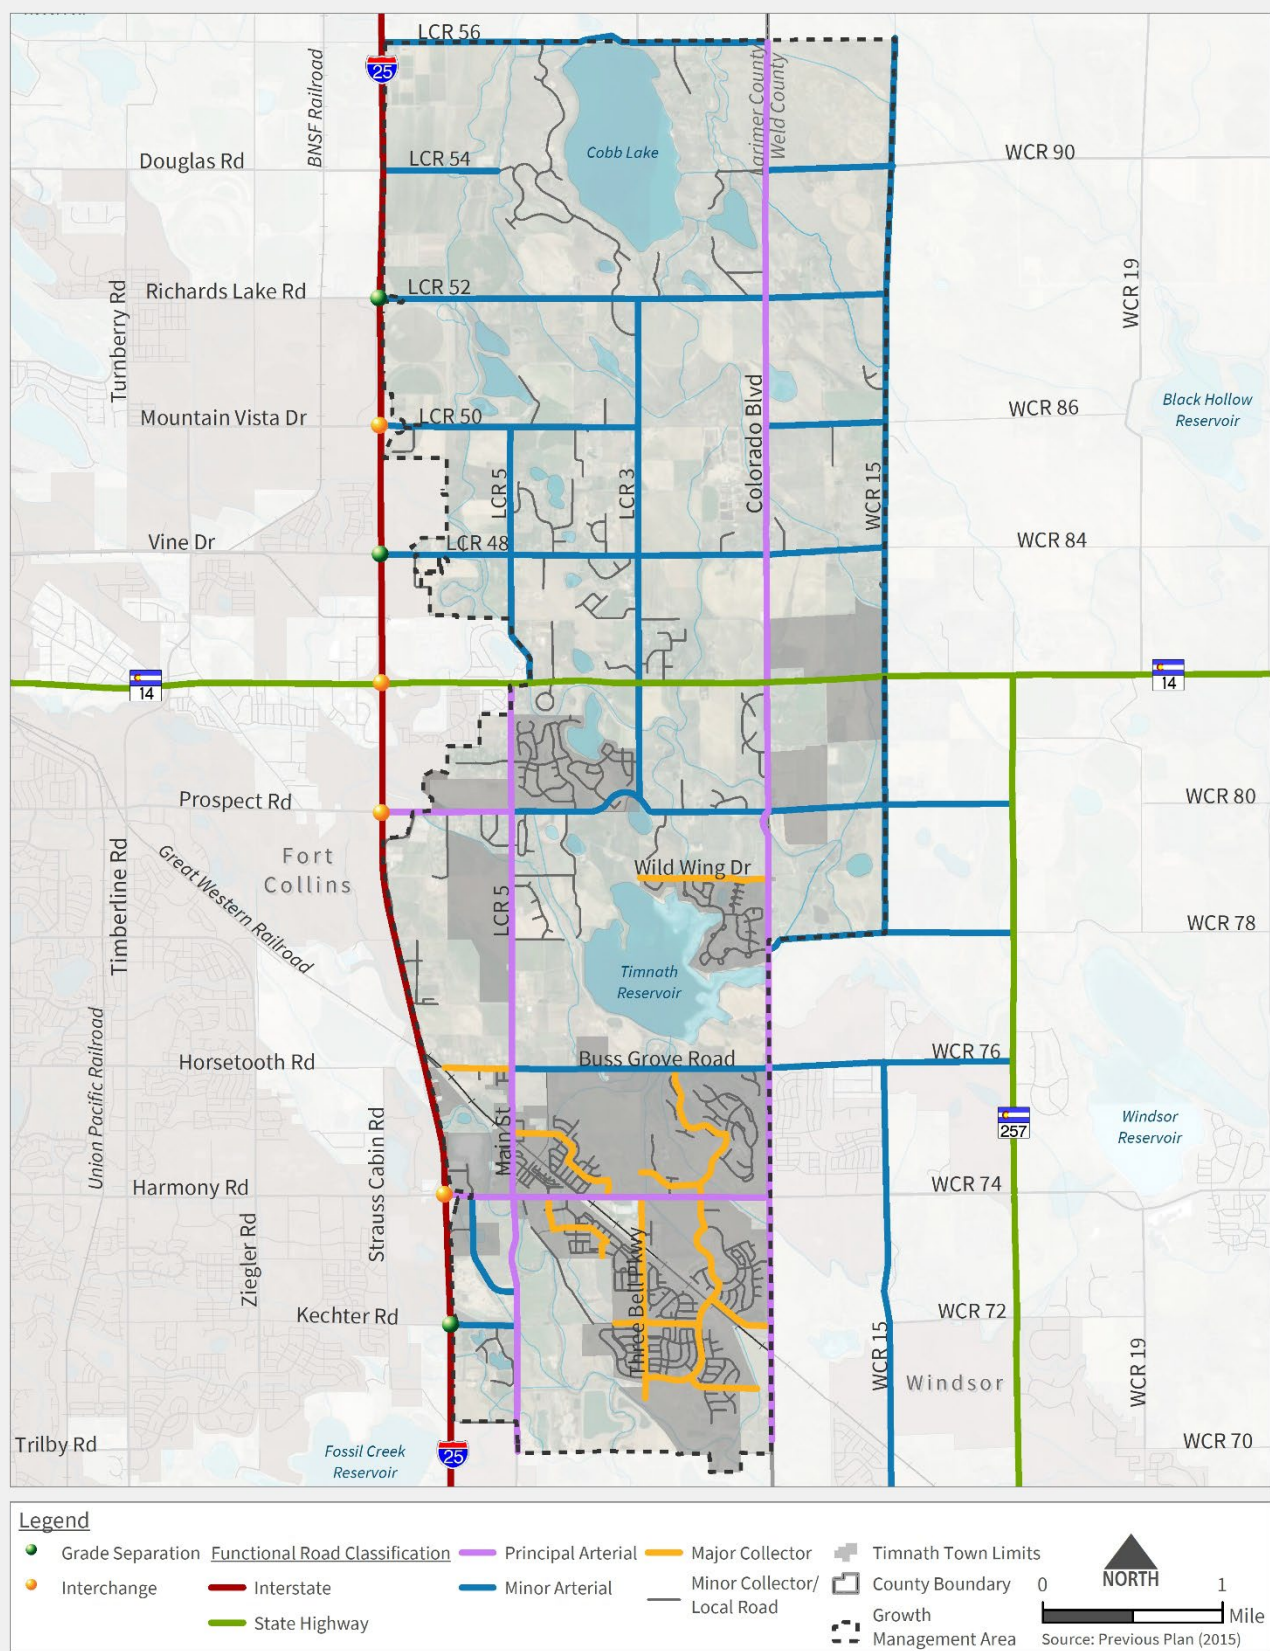 LCR 56
25
BNSF Railroad
Larimer County
Weld County
Cobb Lake
Douglas Rd
LCR 54
WCR 90
Richards Lake Rd
LCR 52
Turnberry Rd
WCR 19
Mountain Vista Dr
LCR 50
Colorado Blvd
WCR 86
Black Hollow
Reservoir
LCR 5
LCR 3
WCR 15
Vine Dr
LCR 48
WCR 84
14
14
Prospect Rd
WCR 80
Fort
Collins
Great Western Railroad
Timberline Rd
Wild Wing Dr
LCR 5
WCR 78
Timnath
Reservoir
Union Pacific Railroad
Horsetooth Rd
Buss Grove Road
WCR 76
Strauss Cabin Rd
Main St
257
Windsor
Reservoir
Harmony Rd
WCR 74
Ziegler Rd
Three Bell Pkwy
Kechter Rd
WCR 72
WCR 15
WCR 19
Windsor
Trilby Rd
Fossil Creek
Reservoir
25
WCR 70
Legend
Grade Separation
Interchange
Functional Road Classification
Interstate
State Highway
Principal Arterial
Minor Arterial
Major Collector
Minor Collector/
Local Road
Timnath Town Limits
County Boundary
Growth
Management Area
NORTH
0 1
Mile
Source: Previous Plan (2015)